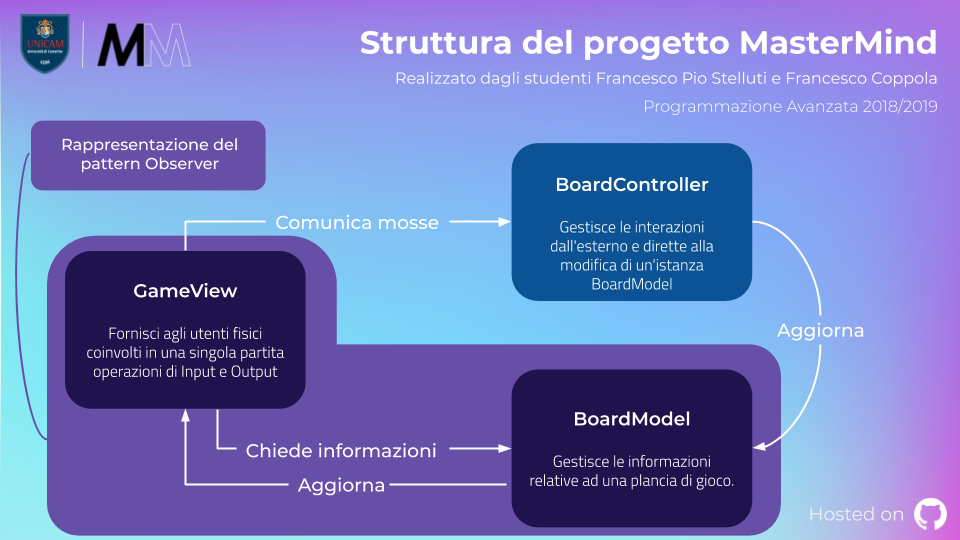 UNICAM
Università di Camerino
1336
MM
Struttura del progetto MasterMind
Realizzato dagli studenti Francesco Pio Stelluti e Francesco Coppola
Programmazione Avanzata 2018/2019
Rappresentazione del
pattern Observer
BoardController
Gestisce le interazioni
dall'esterno e dirette alla
modifica di un'istanza
BoardModel
Comunica mosse
GameView
Fornisci agli utenti fisici
coinvolti in una singola partita
operazioni di Input e Output
Aggiorna
BoardModel
Gestisce le informazioni
relative ad una plancia di gioco.
Chiede informazioni
Aggiorna
Hosted on